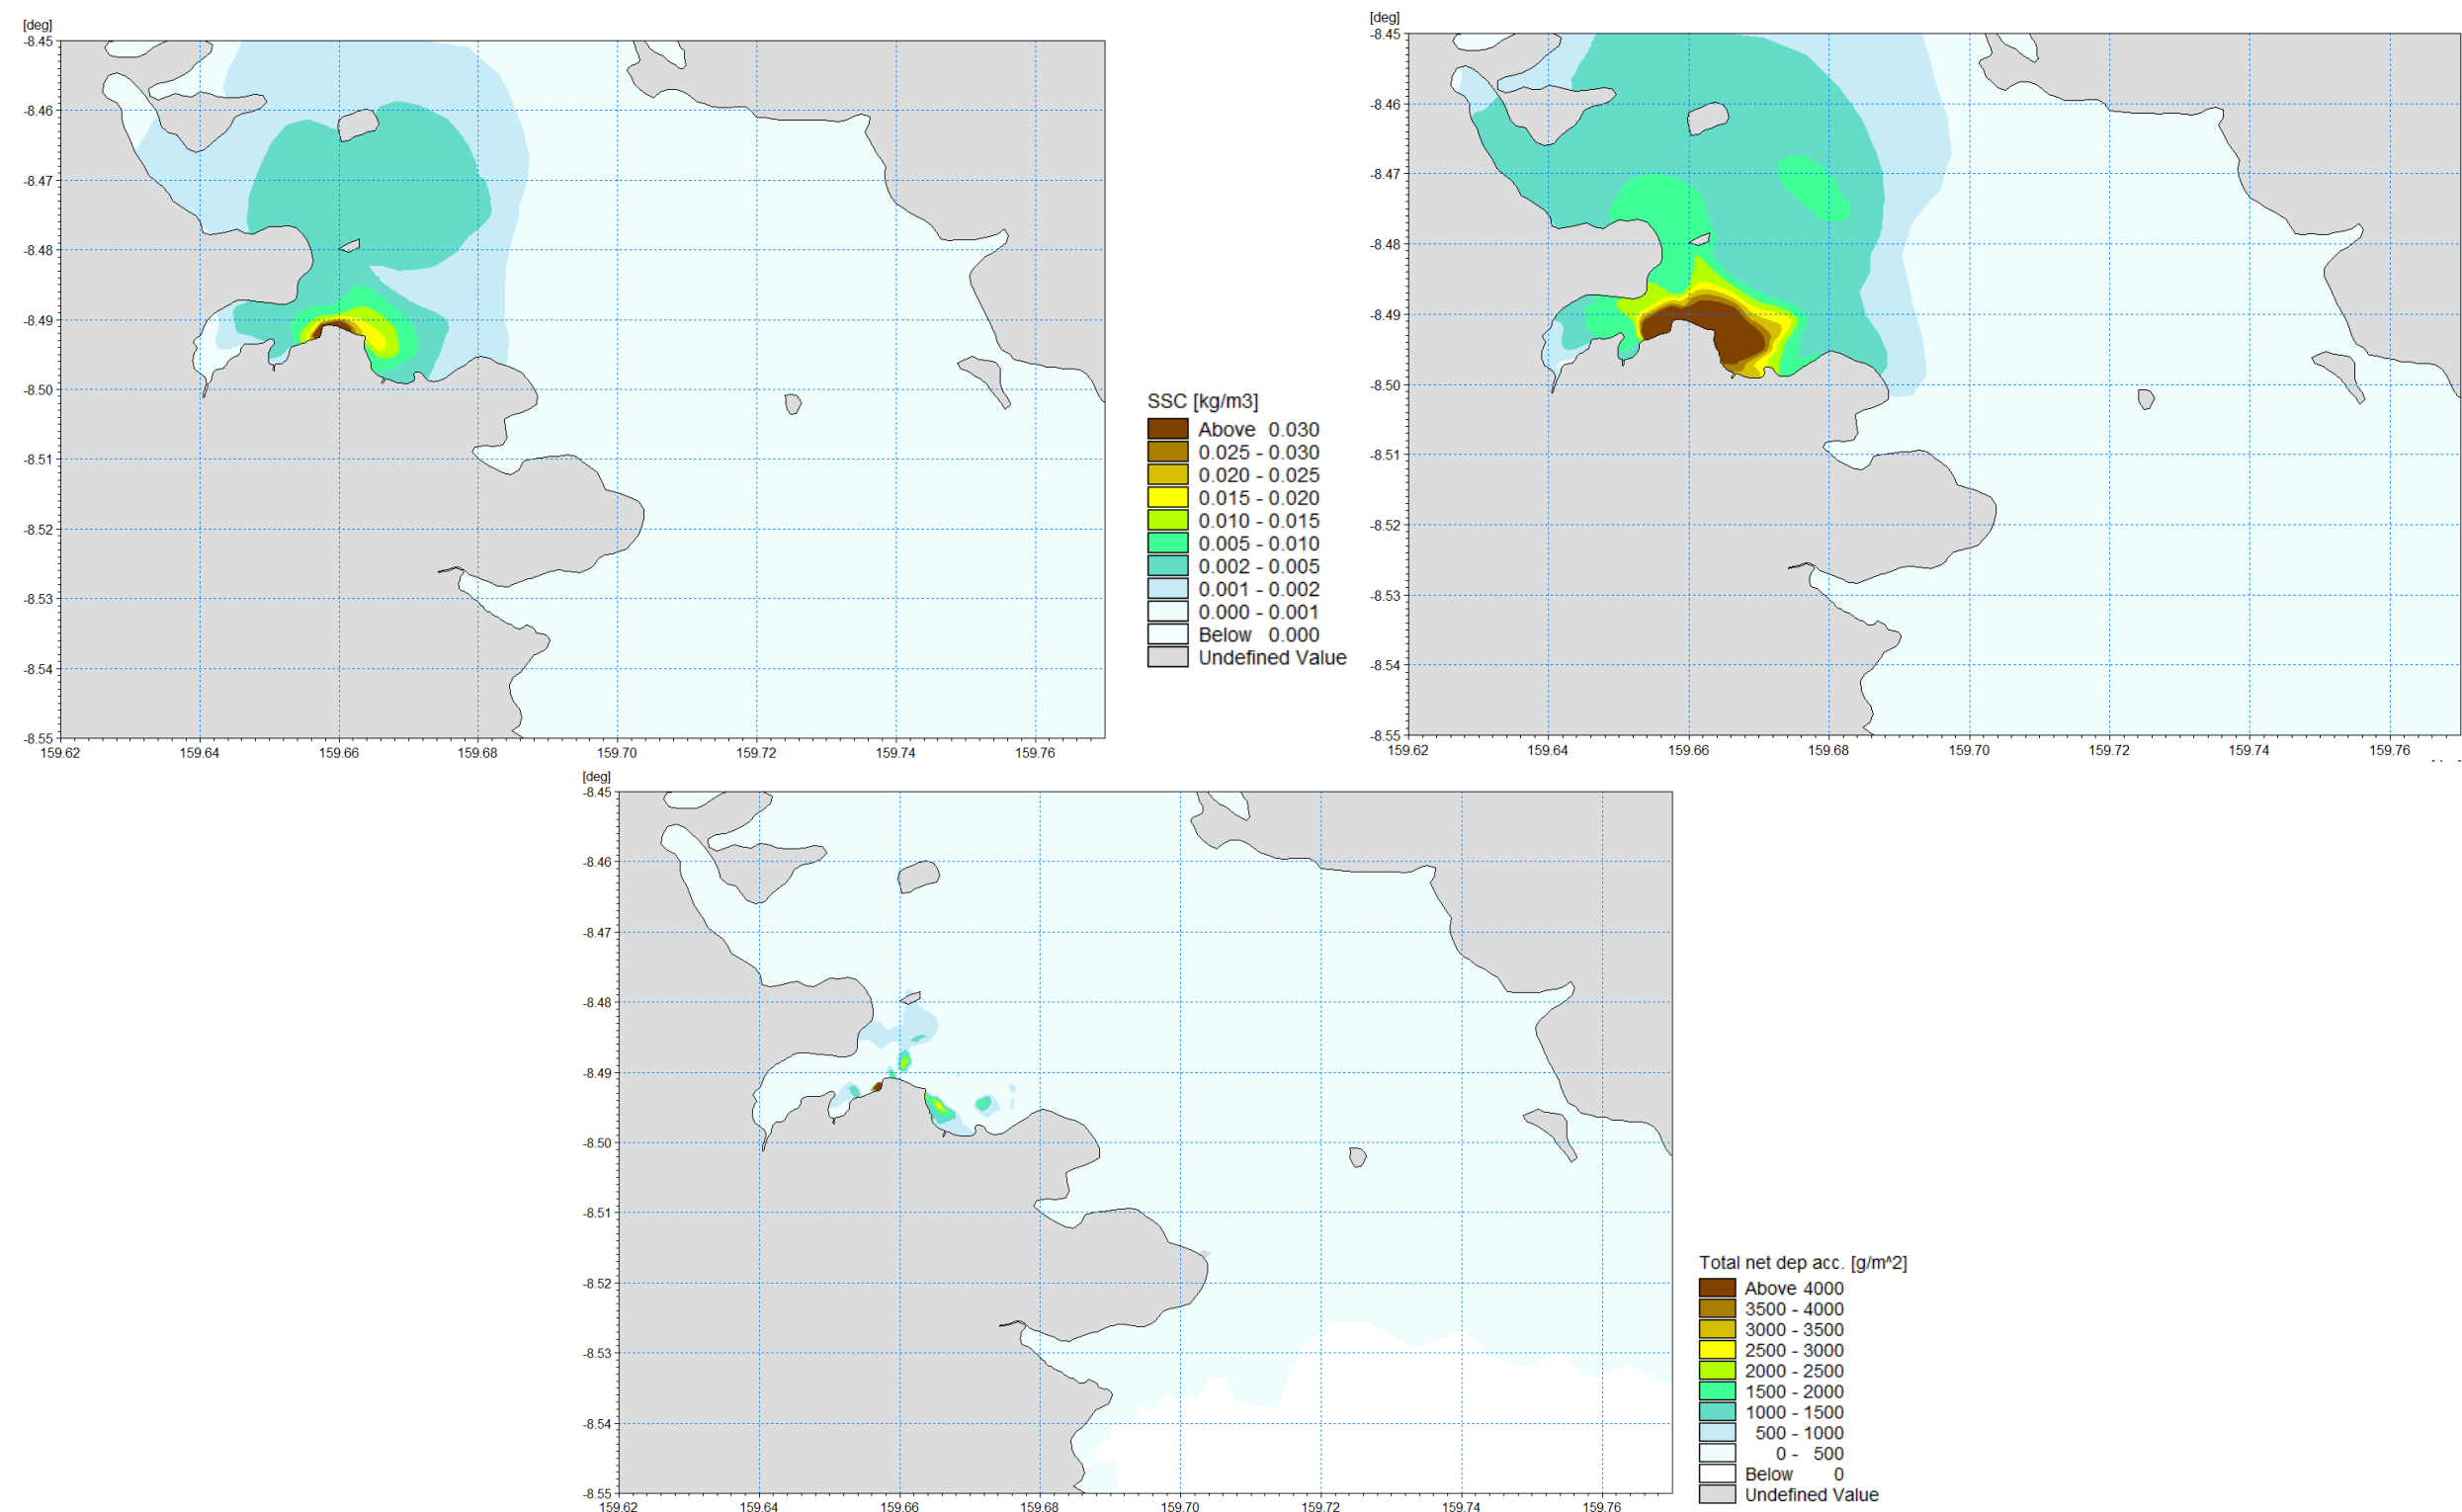 [deg]
-8.45
-8.46
-8.47
-8.48
-8.49
-8.50
-8.51
-8.52
-8.53
-8.54
-8.55
159.62 159.64 159.66 159.68 159.70 159.72 159.74 159.76
SSC [kg/m3]
Above 0.030
0.025 - 0.030
0.020 - 0.025
0.015 - 0.020
0.010 - 0.015
0.005 - 0.010
0.002 - 0.005
0.001 - 0.002
0.000 - 0.001
Below 0.000
Undefined Value
[deg]
-8.45
-8.46
-8.47
-8.48
-8.49
-8.50
-8.51
-8.52
-8.53
-8.54
-8.55
159.62 159.64 159.66 159.68 159.70 159.72 159.74 159.76
[deg]
-8.45
-8.46
-8.47
-8.48
-8.49
-8.50
-8.51
-8.52
-8.53
-8.54
-8.55
159.62 159.64 159.66 159.68 159.70 159.72 159.74 159.76
Total net dep acc. [g/m^2]
Above 4000
3500 - 4000
3000 - 3500
2500 - 3000
2000 - 2500
1500 - 2000
1000 - 1500
500 - 1000
0 - 500
Below 0
Undefined Value